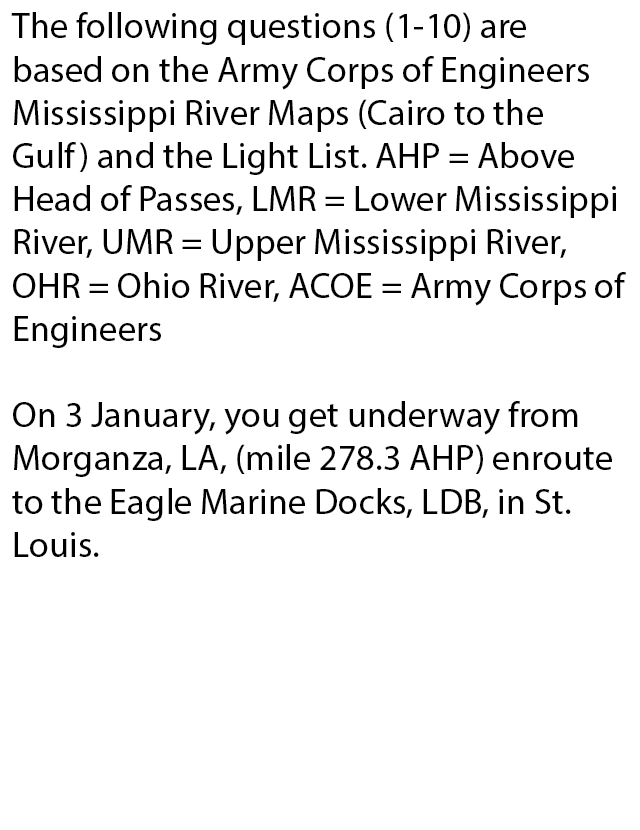 The following questions (1-10) are
based on the Army Corps of Engineers
Mississippi River Maps (Cairo to the
Gulf) and the Light List. AHP = Above
Head of Passes, LMR = Lower Mississippi
River, UMR = Upper Mississippi River,
OHR = Ohio River, ACOE = Army Corps of
Engineers
On 3 January, you get underway from
Morganza, LA, (mile 278.3 AHP) enroute
to the Eagle Marine Docks, LDB, in St.
Louis.